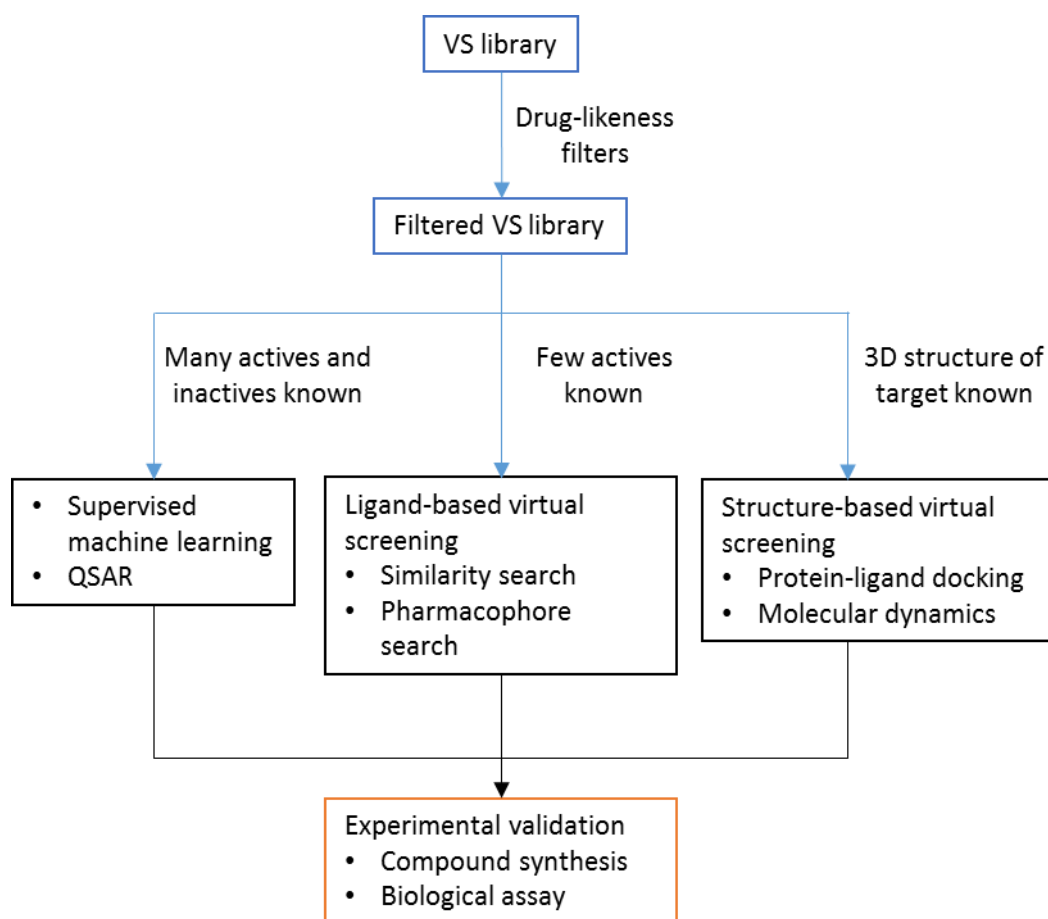 VS library
Drug-likeness
filters
Filtered VS library
Many actives and
inactives known
Few actives
known
3D structure of
target known
• Supervised
machine learning
• QSAR
Ligand-based virtual
screening
• Similarity search
• Pharmacophore
search
Structure-based virtual
screening
• Protein-ligand docking
• Molecular dynamics
Experimental validation
• Compound synthesis
• Biological assay